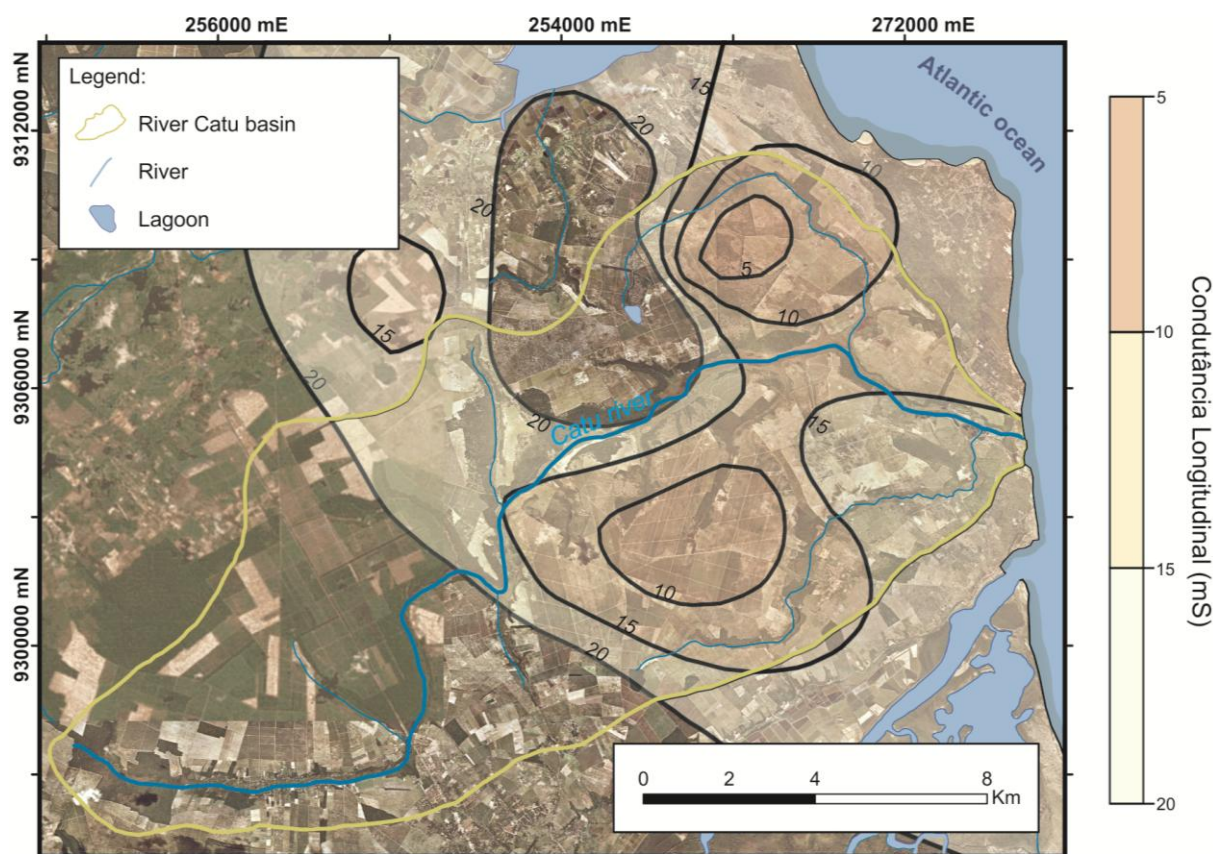 256000 mE
254000 mE
272000 mE
9312000 mN
9306000 mN
9300000 mN
Legend:
River Catu basin
River
Lagoon
Atlantic ocean
15
20
10
20
5
15
10
20
20
15
Catu river
10
15
20
0 2 4 8
Km
5
10
15
20
Condutância Longitudinal (mS)